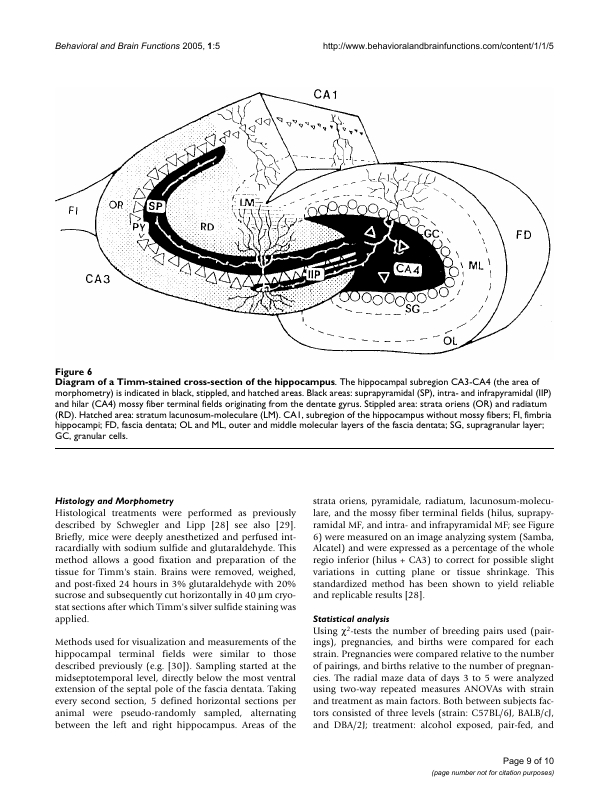 Behavioral and Brain Functions 2005, 1:5
http://www.behavioralandbrainfunctions.com/content/1/1/5
CA1
FI
OR
SP
PY
LM
RD
GC
FD
CA3
IIP
CA4
ML
SG
OL
Figure 6
Diagram of a Timm-stained cross-section of the hippocampus. The hippocampal subregion CA3-CA4 (the area of
morphometry) is indicated in black, stippled, and hatched areas. Black areas: suprapyramidal (SP), intra- and infrapyramidal (IIP)
and hilar (CA4) mossy fiber terminal fields originating from the dentate gyrus. Stippled area: strata oriens (OR) and radiatum
(RD). Hatched area: stratum lacunosum-moleculare (LM). CA1, subregion of the hippocampus without mossy fibers; FI, fimbria
hippocampi; FD, fascia dentata; OL and ML, outer and middle molecular layers of the fascia dentata; SG, supragranular layer;
GC, granular cells.
Histology and Morphometry
Histological treatments were performed as previously
described by Schwegler and Lipp [28] see also [29].
Briefly, mice were deeply anesthetized and perfused int-
racardially with sodium sulfide and glutaraldehyde. This
method allows a good fixation and preparation of the
tissue for Timm's stain. Brains were removed, weighed,
and post-fixed 24 hours in 3% glutaraldehyde with 20%
sucrose and subsequently cut horizontally in 40 μm cryo-
stat sections after which Timm's silver sulfide staining was
applied.
Methods used for visualization and measurements of the
hippocampal terminal fields were similar to those
described previously (e.g. [30]). Sampling started at the
midseptotemporal level, directly below the most ventral
extension of the septal pole of the fascia dentata. Taking
every second section, 5 defined horizontal sections per
animal were pseudo-randomly sampled, alternating
between the left and right hippocampus. Areas of the
strata oriens, pyramidale, radiatum, lacunosum-molecu-
lare, and the mossy fiber terminal fields (hilus, suprapy-
ramidal MF, and intra- and infrapyramidal MF; see Figure
6) were measured on an image analyzing system (Samba,
Alcatel) and were expressed as a percentage of the whole
regio inferior (hilus + CA3) to correct for possible slight
variations in cutting plane or tissue shrinkage. This
standardized method has been shown to yield reliable
and replicable results [28].
Statistical analysis
Using χ2-tests the number of breeding pairs used (pair-
ings), pregnancies, and births were compared for each
strain. Pregnancies were compared relative to the number
of pairings, and births relative to the number of pregnan-
cies. The radial maze data of days 3 to 5 were analyzed
using two-way repeated measures ANOVAs with strain
and treatment as main factors. Both between subjects fac-
tors consisted of three levels (strain: C57BL/6J, BALB/cJ,
and DBA/2J; treatment: alcohol exposed, pair-fed, and
Page 9 of 10
(page number not for citation purposes)